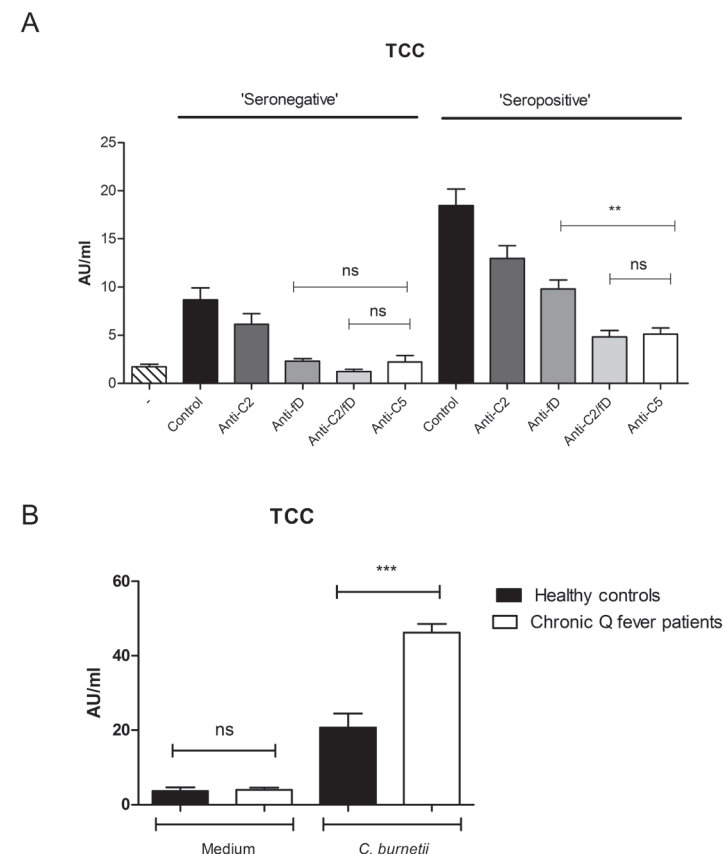 A
TCC
'Seronegative' 'Seropositive'
25
20
15
10
5
0
AU/ml
ns
ns
**
ns
-
Control
Anti-C2
Anti-fD
Anti-C2/fD
Anti-C5
Control
Anti-C2
Anti-fD
Anti-C2/fD
Anti-C5
B
TCC
60
40
20
0
AU/ml
ns
***
Healthy controls
Chronic Q fever patients
Medium C. burnetii